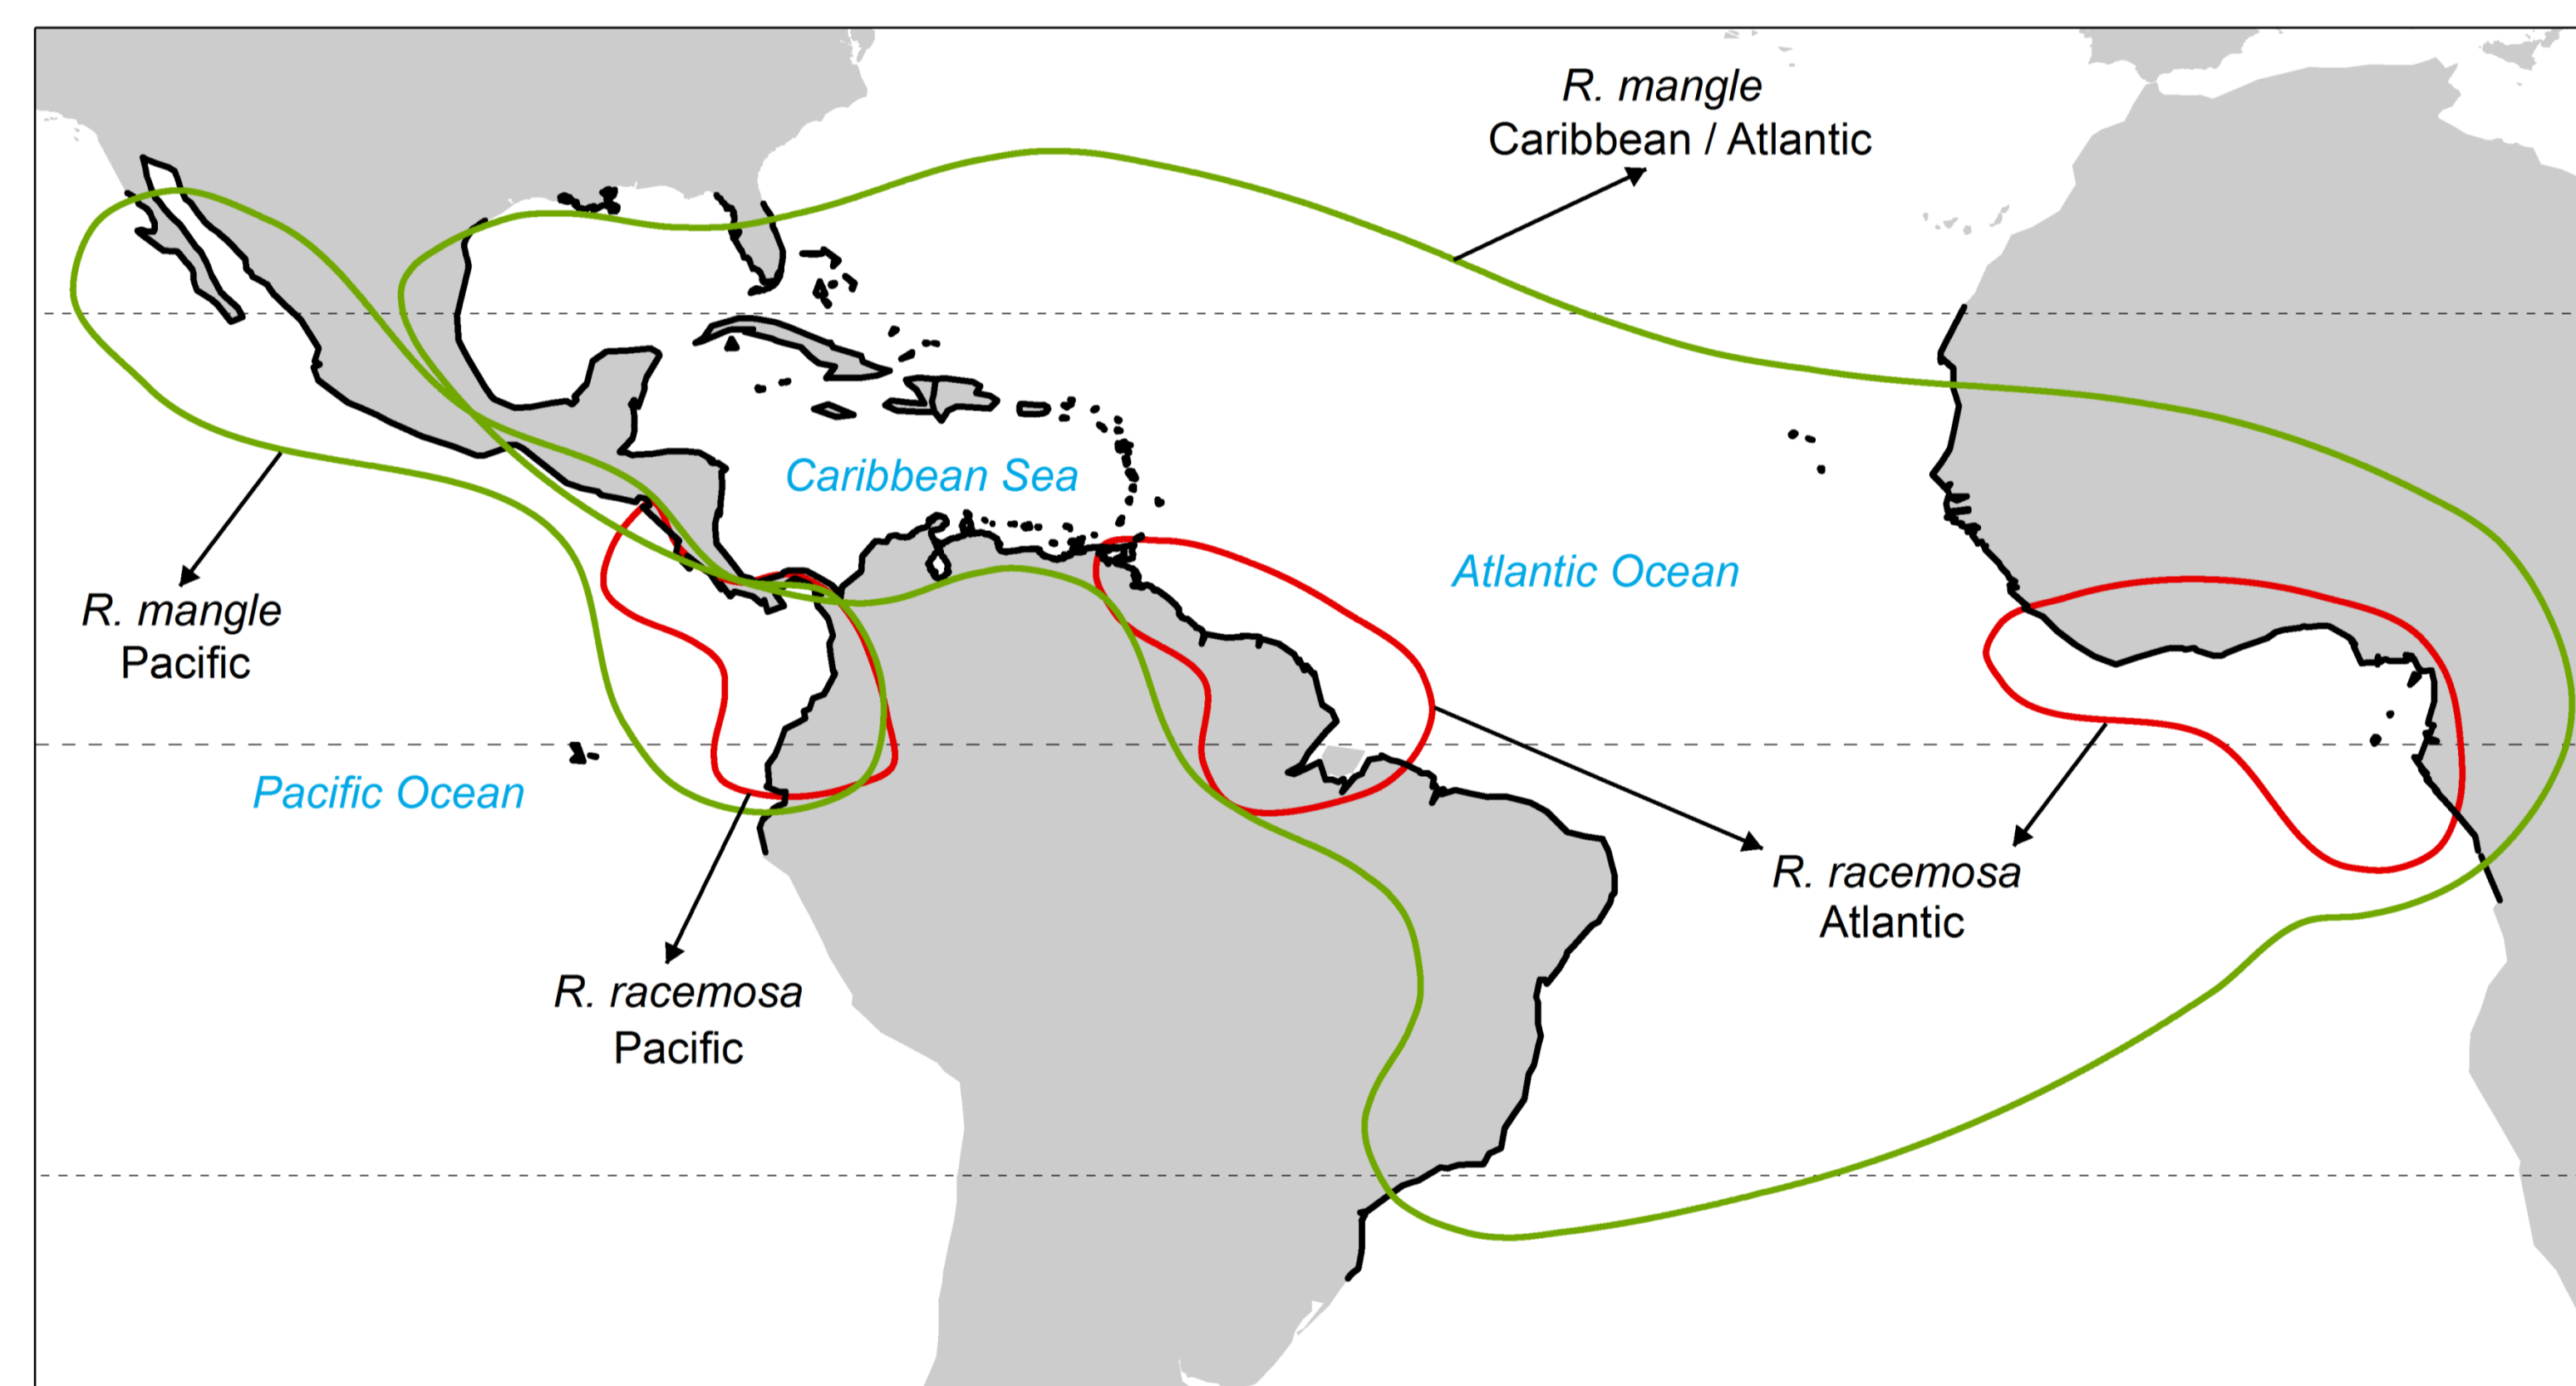 R. mangle
Caribbean / Atlantic
Caribbean Sea
Atlantic Ocean
R. mangle
Pacific
Pacific Ocean
R. racemosa
Atlantic
R. racemosa
Pacific